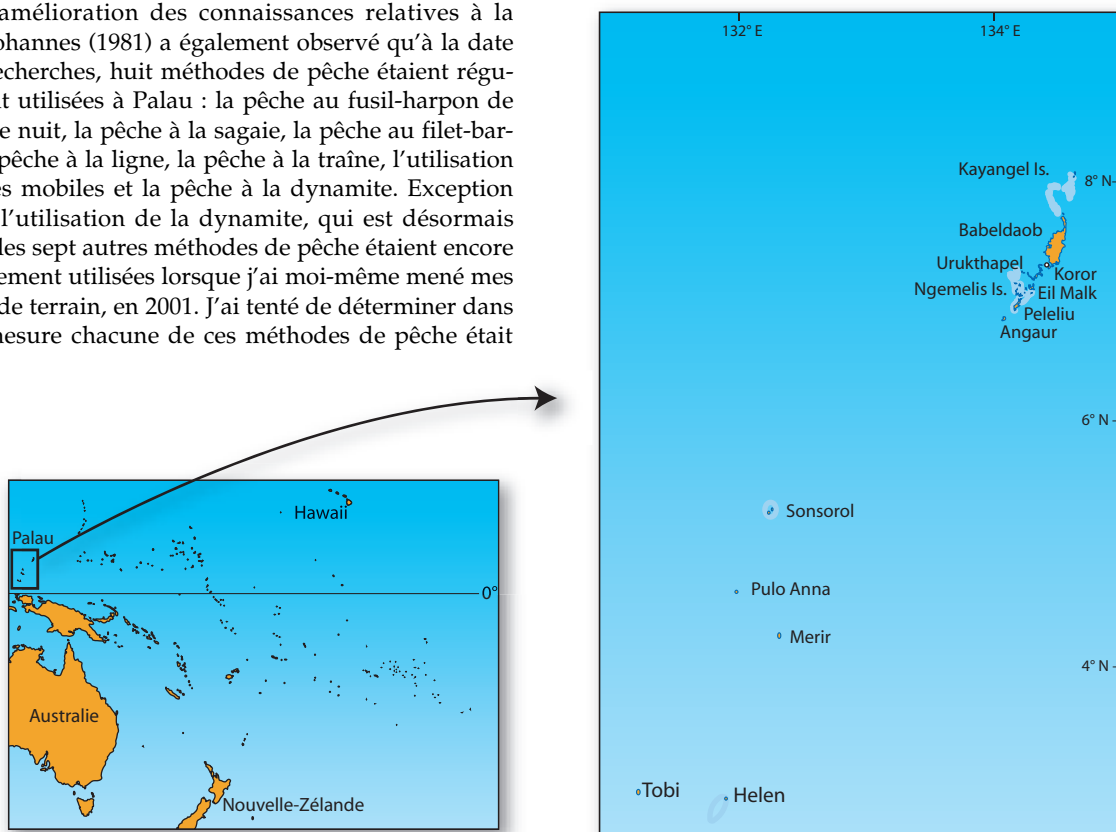 amélioration des connaissances relatives à la
ohannes (1981) a également observé qu'à la date
echerches, huit méthodes de pêche étaient régu-
t utilisées à Palau : la pêche au fusil-harpon de
e nuit, la pêche à la sagaie, la pêche au filet-bar-
pêche à la ligne, la pêche à la traîne, l'utilisation
es mobiles et la pêche à la dynamite. Exception
l'utilisation de la dynamite, qui est désormais
les sept autres méthodes de pêche étaient encore
ement utilisées lorsque j'ai moi-même mené mes
de terrain, en 2001. J'ai tenté de déterminer dans
mesure chacune de ces méthodes de pêche était
Hawaii
Palau
0°
Australie
Nouvelle-Zélande
132° E
134° E
Kayangel Is.
8° N
Babeldaob
Urukthapel
Koror
Ngemelis Is.
Eil Malk
Peleliu
Angaur
6° N
Sonsorol
Pulo Anna
Merir
4° N
Tobi
Helen